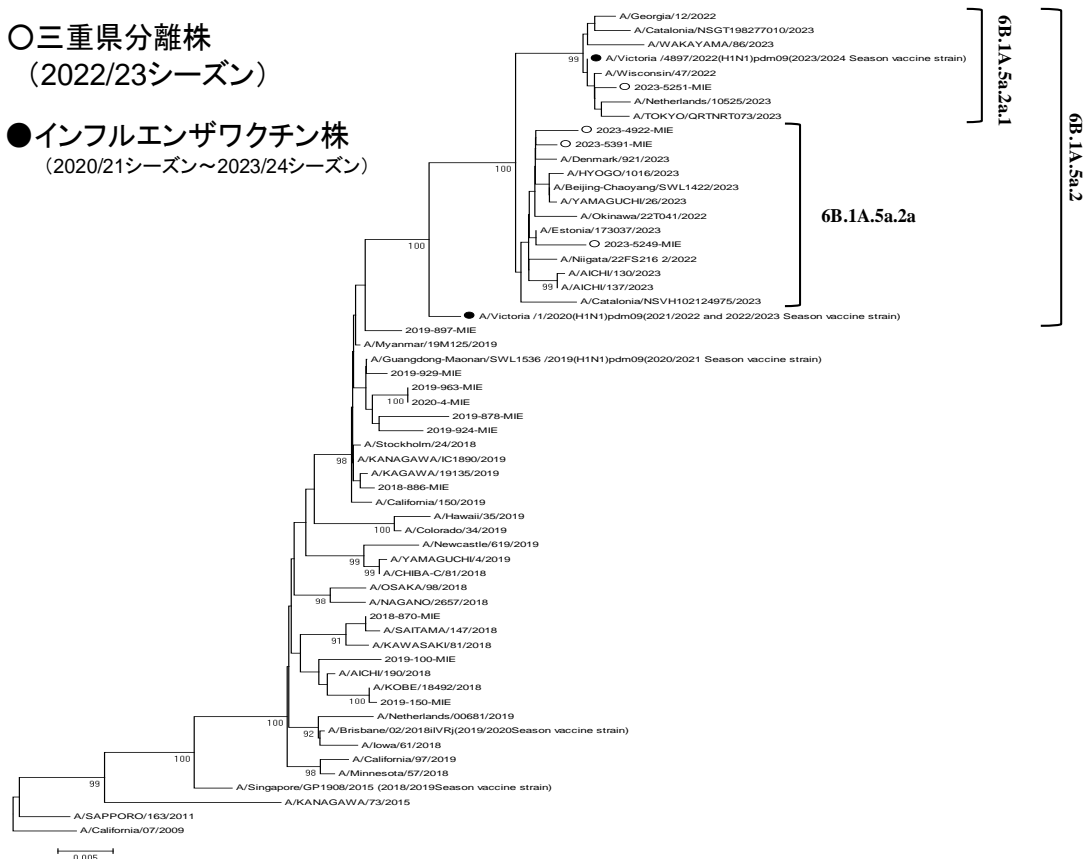 ○三重県分離株
（2022/23シーズン）
●インフルエンザワクチン株
（2020/21シーズン～2023/24シーズン）
A/Georgia/12/2022
A/Catalonia/NSGT198277010/2023
A/WAKAYAMA/86/2023
A/Victoria /4897/2022(H1N1)pdm09(2023/2024 Season vaccine strain)
99
A/Wisconsin/47/2022
2023-5251-MIE
A/Netherlands/10525/2023
A/TOKYO/QRTNRT073/2023
6B.1A.5a.2a.1
2023-4922-MIE
2023-5391-MIE
A/Denmark/921/2023
100
A/HYOGO/1016/2023
A/Beijing-Chaoyang/SWL1422/2023
A/YAMAGUCHI/26/2023
A/Okinawa/22T041/2022
6B.1A.5a.2a
6B.1A.5a.2
A/Estonia/173037/2023
2023-5249-MIE
100
A/Niigata/22FS216 2/2022
A/AICHI/130/2023
A/AICHI/137/2023
99
A/Catalonia/NSVH102124975/2023
A/Victoria /1/2020(H1N1)pdm09(2021/2022 and 2022/2023 Season vaccine strain)
2019-897-MIE
A/Myanmar/19M125/2019
A/Guangdong-Maonan/SWL1536 /2019(H1N1)pdm09(2020/2021 Season vaccine strain)
2019-929-MIE
2019-963-MIE
100
2020-4-MIE
2019-878-MIE
2019-924-MIE
A/Stockholm/24/2018
98
A/KANAGAWA/IC1890/2019
A/KAGAWA/19135/2019
2018-886-MIE
A/California/150/2019
A/Hawaii/35/2019
100
A/Colorado/34/2019
A/Newcastle/619/2019
99
A/YAMAGUCHI/4/2019
99
A/CHIBA-C/81/2018
A/OSAKA/98/2018
98
A/NAGANO/2657/2018
2018-870-MIE
A/SAITAMA/147/2018
91
A/KAWASAKI/81/2018
2019-100-MIE
A/AICHI/190/2018
A/KOBE/18492/2018
100
2019-150-MIE
A/Netherlands/00681/2019
100
A/Brisbane/02/2018iIVRj(2019/2020Season vaccine strain)
92
A/Iowa/61/2018
A/California/97/2019
100
98
A/Minnesota/57/2018
A/Singapore/GP1908/2015 (2018/2019Season vaccine strain)
99
A/KANAGAWA/73/2015
A/SAPPORO/163/2011
A/California/07/2009
0.005